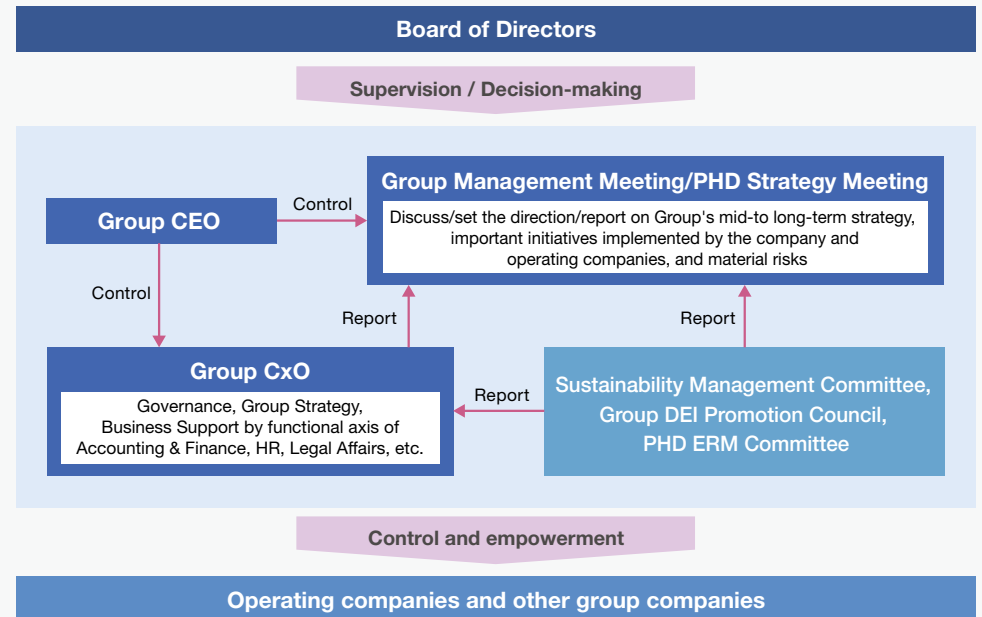 Board of Directors
Supervision / Decision-making
Group Management Meeting/PHD Strategy Meeting
Discuss/set the direction/report on Group's mid-to long-term strategy,
important initiatives implemented by the company and
operating companies, and material risks
Group CEO
Control
Control
Report
Report
Group CxO
Governance, Group Strategy,
Business Support by functional axis of
Accounting & Finance, HR, Legal Affairs, etc.
Report
Sustainability Management Committee,
Group DEI Promotion Council,
PHD ERM Committee
Control and empowerment
Operating companies and other group companies